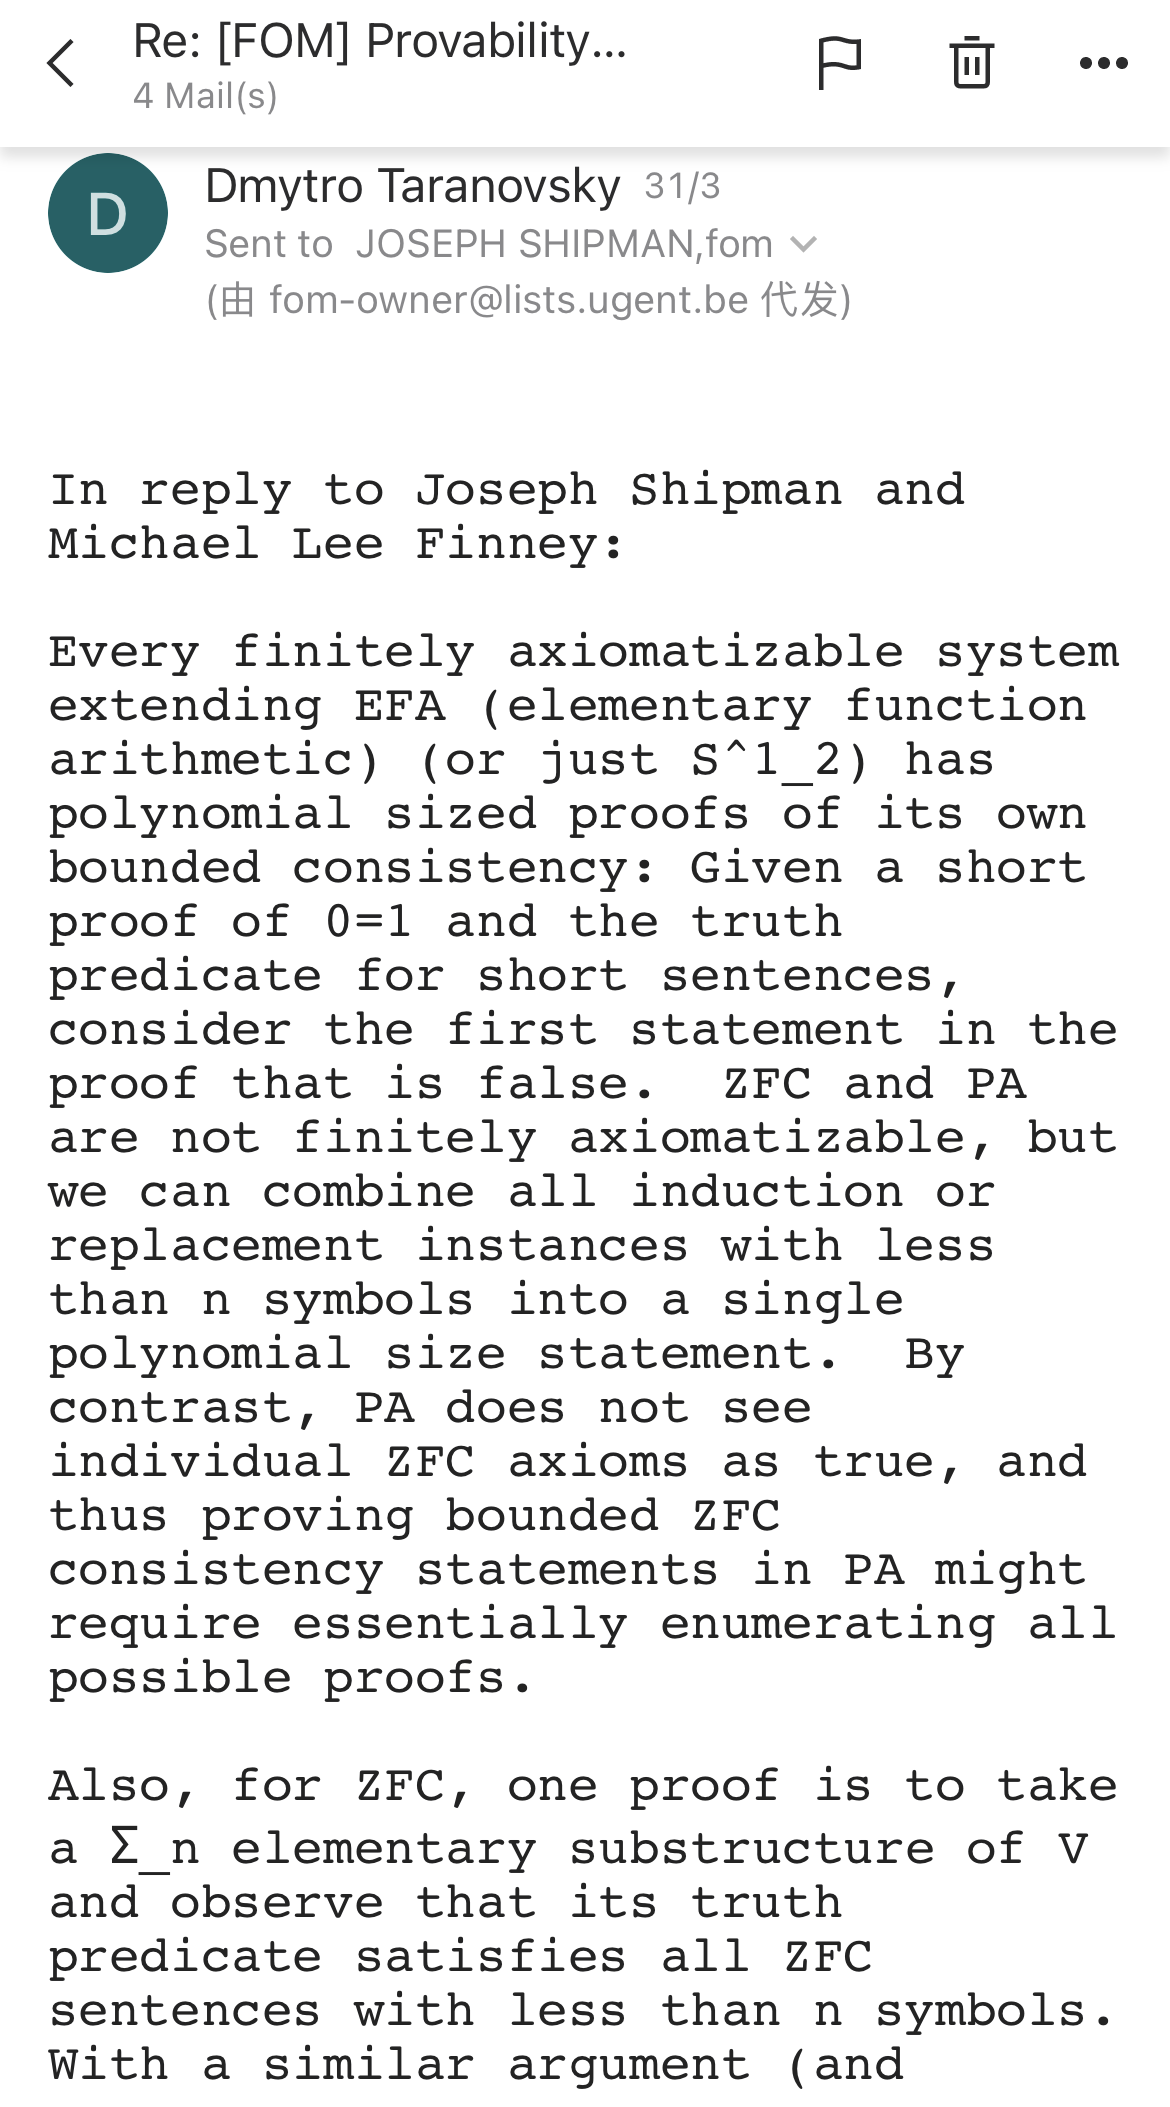 Re: [FOM] Provability...
4 Mail(s)
D
Dmytro Taranovsky 31/3
Sent to JOSEPH SHIPMAN,fom
(由 fom-owner@lists.ugent.be 代发)
In reply to Joseph Shipman and
Michael Lee Finney:
Every finitely axiomatizable system
extending EFA (elementary function
arithmetic) (or just S^1_2) has
polynomial sized proofs of its own
bounded consistency: Given a short
proof of 0=1 and the truth
predicate for short sentences,
consider the first statement in the
proof that is false.  ZFC and PA
are not finitely axiomatizable, but
we can combine all induction or
replacement instances with less
than n symbols into a single
polynomial size statement.  By
contrast, PA does not see
individual ZFC axioms as true, and
thus proving bounded ZFC
consistency statements in PA might
require essentially enumerating all
possible proofs.
Also, for ZFC, one proof is to take
a Σ_n elementary substructure of V
and observe that its truth
predicate satisfies all ZFC
sentences with less than n symbols.
With a similar argument (and